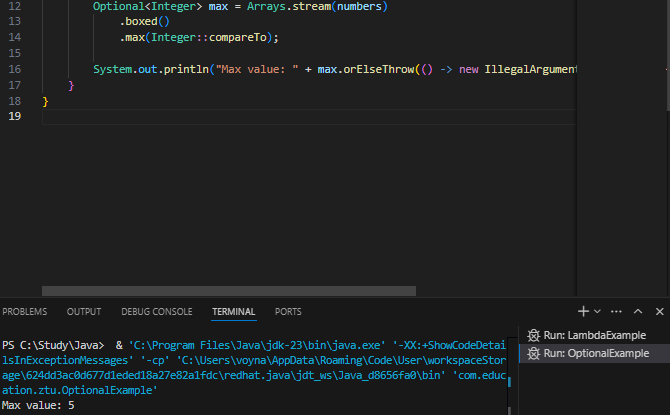 12 Optional<Integer> max = Arrays.stream(numbers)
13 .boxed()
14 .max(Integer::compareTo);
15
16 System.out.println("Max value: " + max.orElseThrow(() -> new IllegalArgument
17 }
18 }
19
PROBLEMS OUTPUT DEBUG CONSOLE TERMINAL PORTS
PS C:\Study\Java> & 'C:\Program Files\Java\jdk-23\bin\java.exe' '-XX:+ShowCodeDetai
lsInExceptionMessages' '-cp' 'C:\Users\voyna\AppData\Roaming\Code\User\workspaceStor
age\624dd3ac0d677d1eded18a27e82a1fdc\redhat.java\jdt_ws\Java_d8656fa0\bin' 'com.educ
ation.ztu.OptionalExample'
Max value: 5
Run: LambdaExample
Run: OptionalExample